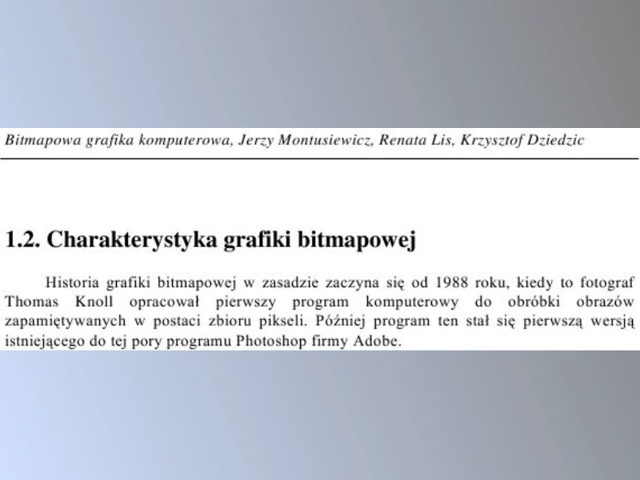 Bitmapowa grafika komputerowa, Jerzy Montusiewicz, Renata Lis, Krzysztof Dziedzic
1.2. Charakterystyka grafiki bitmapowej
Historia grafiki bitmapowej w zasadzie zaczyna się od 1988 roku, kiedy to fotograf
Thomas Knoll opracował pierwszy program komputerowy do obróbki obrazów
zapamiętywanych w postaci zbioru pikseli. Później program ten stał się pierwszą wersją
istniejącego do tej pory programu Photoshop firmy Adobe.